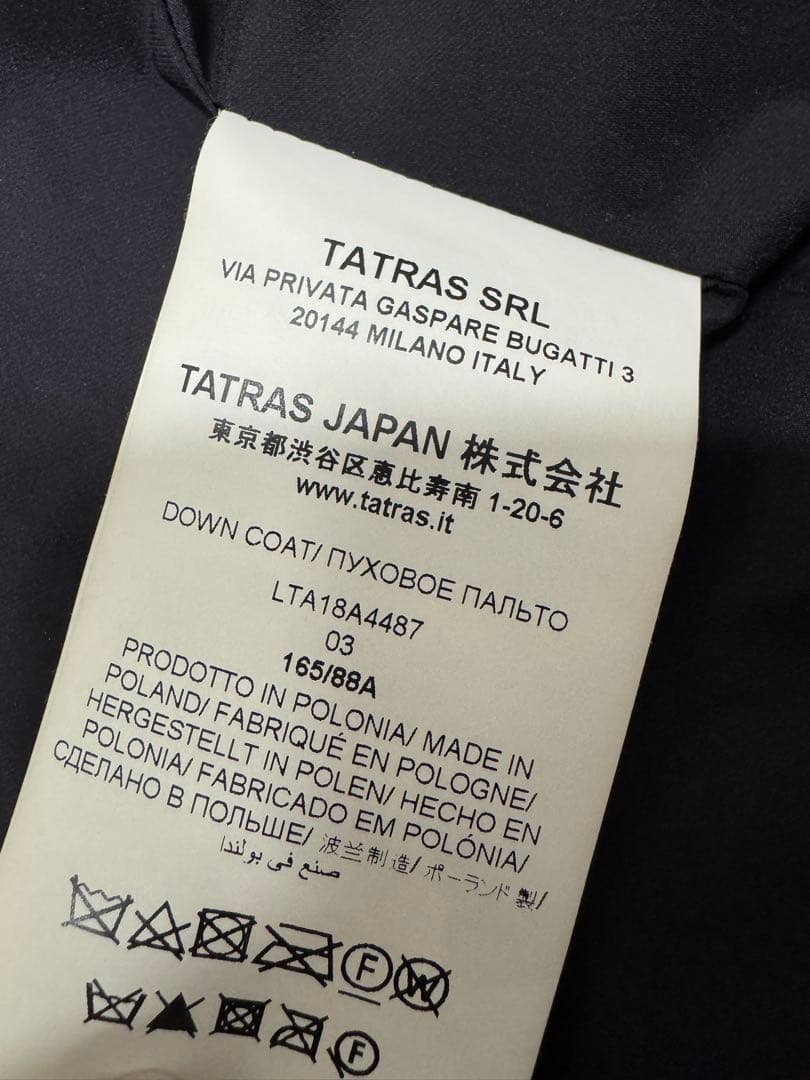 TATRAS SRL
VIA PRIVATA GASPARE BUGATTI 3
20144 MILANO ITALY
TATRAS JAPAN 株式会社
東京都渋谷区恵比寿南 1-20-6
www.tatras.it
DOWN COAT/ ПУХОВОЕ ПАЛЬТО
LTA18A4487
03
165/88A
PRODOTTO IN POLONIA/ MADE IN
POLAND/ FABRIQUÉ EN POLOGNE/
HERGESTELLT IN POLEN/ HECHO EN
POLONIA/ FABRICADO EM POLÓNIA/
СДЕЛАНО В ПОЛЬШЕ/ 波兰制造/ ポーランド 製/
صنع في بولندا
F W
F